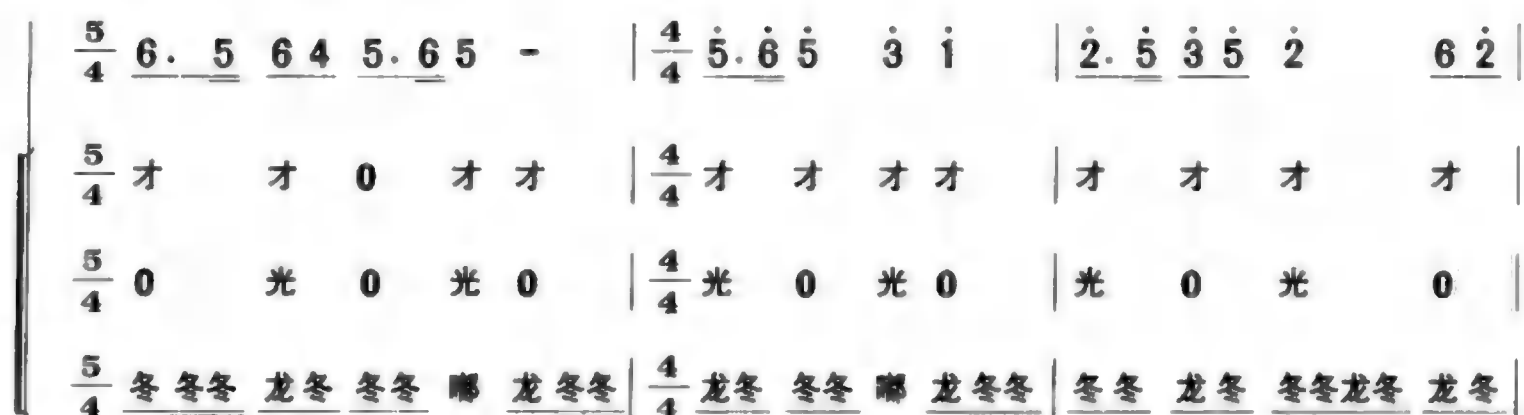 5/4 6. 5 6 4 5. 6 5 - | 4/4 5̇. 6̇ 5̇ 3̇ 1̇ | 2̇. 5̇ 3̇ 5̇ 2̇ 6 2̇ |
5/4 才 才 0 才 才 | 4/4 才 才 才 才 | 才 才 才 才 |
5/4 0 光 0 光 0 | 4/4 光 0 光 0 | 光 0 光 0 |
5/4 冬 冬冬 龙冬 冬冬 龙 冬冬 | 4/4 龙冬 冬冬 龙 冬冬 | 冬冬 龙冬 冬冬龙冬 龙冬 |